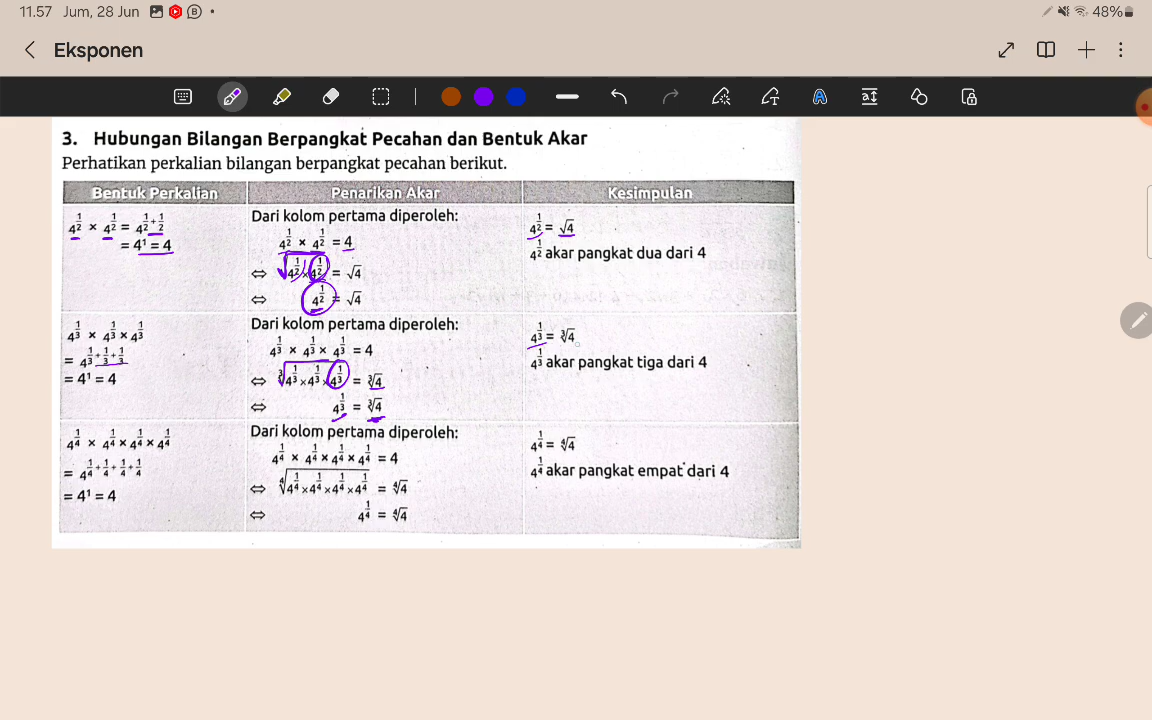 11.57 Jum, 28 Jun
48%
Eksponen
3. Hubungan Bilangan Berpangkat Pecahan dan Bentuk Akar
Perhatikan perkalian bilangan berpangkat pecahan berikut.
Bentuk Perkalian Penarikan Akar Kesimpulan
4^(1/2) × 4^(1/2) = 4^(1/2 + 1/2)
= 4¹ = 4
Dari kolom pertama diperoleh:
4^(1/2) × 4^(1/2) = 4
⇔ √(4^(1/2) × 4^(1/2)) = √4
⇔ 4^(1/2) = √4
4^(1/2) = √4
4^(1/2) akar pangkat dua dari 4
4^(1/3) × 4^(1/3) × 4^(1/3)
= 4^(1/3 + 1/3 + 1/3)
= 4¹ = 4
Dari kolom pertama diperoleh:
4^(1/3) × 4^(1/3) × 4^(1/3) = 4
⇔ ∛(4^(1/3) × 4^(1/3) × 4^(1/3)) = ∛4
⇔ 4^(1/3) = ∛4
4^(1/3) = ∛4
4^(1/3) akar pangkat tiga dari 4
4^(1/4) × 4^(1/4) × 4^(1/4) × 4^(1/4)
= 4^(1/4 + 1/4 + 1/4 + 1/4)
= 4¹ = 4
Dari kolom pertama diperoleh:
4^(1/4) × 4^(1/4) × 4^(1/4) × 4^(1/4) = 4
⇔ ∜(4^(1/4) × 4^(1/4) × 4^(1/4) × 4^(1/4)) = ∜4
⇔ 4^(1/4) = ∜4
4^(1/4) = ∜4
4^(1/4) akar pangkat empat dari 4